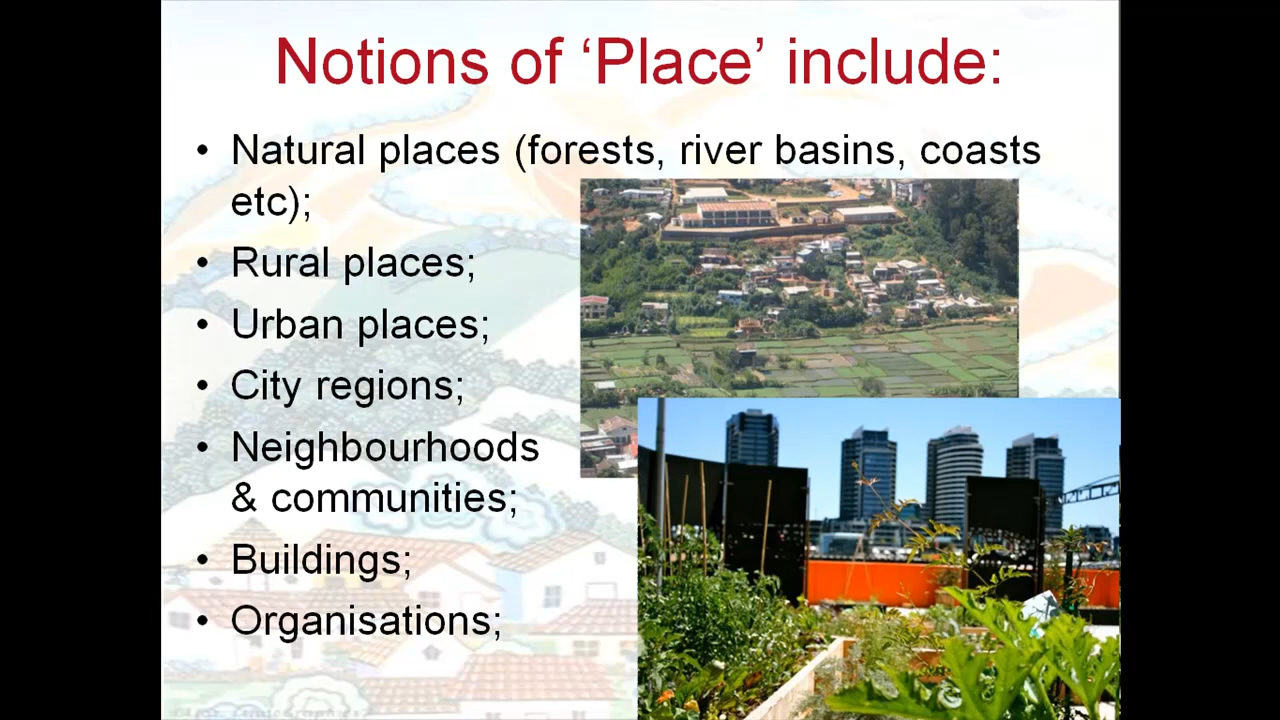 Notions of ‘Place’ include:
• Natural places (forests, river basins, coasts
etc);
• Rural places;
• Urban places;
• City regions;
• Neighbourhoods
& communities;
• Buildings;
• Organisations;